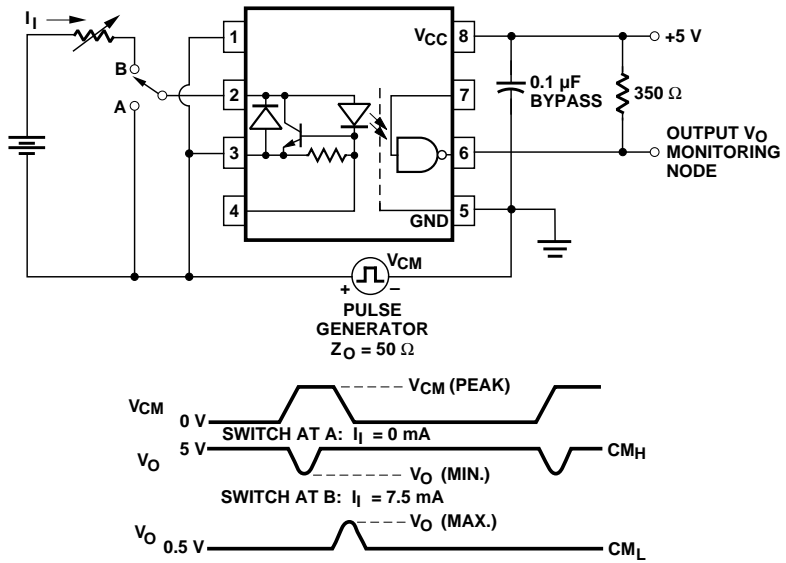 I_I
B
A
1
2
3
4
V_CC
8
7
6
5
GND
+5 V
0.1 µF
BYPASS
350 Ω
OUTPUT V_O
MONITORING
NODE
V_CM
+
–
PULSE
GENERATOR
Z_O = 50 Ω
V_CM
0 V
V_CM (PEAK)
SWITCH AT A: I_I = 0 mA
V_O
5 V
CM_H
V_O (MIN.)
SWITCH AT B: I_I = 7.5 mA
V_O (MAX.)
V_O
0.5 V
CM_L